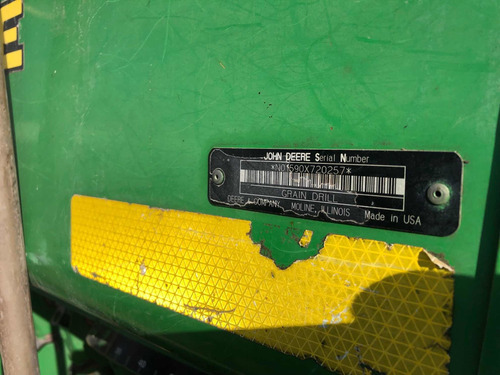 JOHN DEERE Serial Number
*N01590X720257*
GRAIN DRILL
DEERE & COMPANY MOLINE, ILLINOIS Made in USA